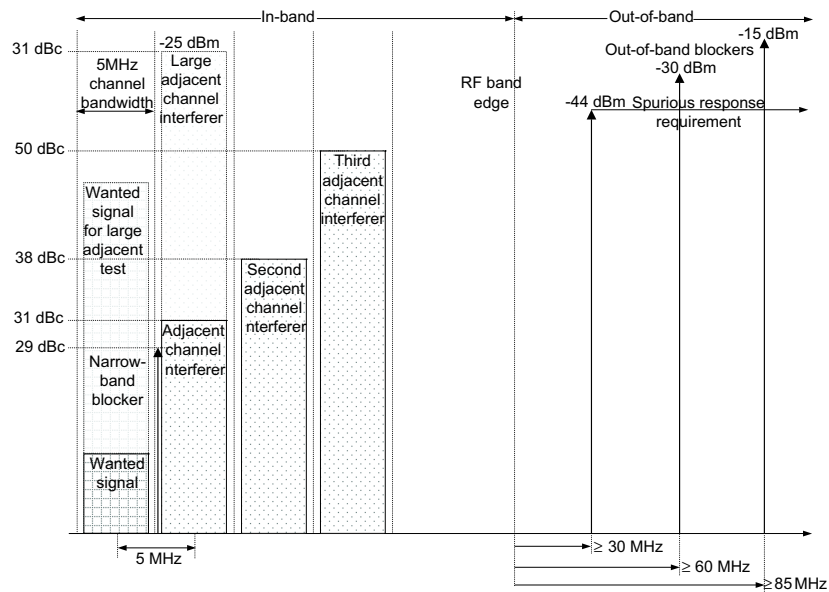 In-band
Out-of-band
31 dBc
-25 dBm
-15 dBm
5MHz
channel
bandwidth
Large
adjacent
channel
interferer
RF band
edge
Out-of-band blockers
-30 dBm
-44 dBm
Spurious response
requirement
50 dBc
Third
adjacent
channel
interferer
Wanted
signal
for large
adjacent
test
38 dBc
Second
adjacent
channel
nterferer
31 dBc
Adjacent
channel
nterferer
29 dBc
Narrow-
band
blocker
Wanted
signal
5 MHz
≥ 30 MHz
≥ 60 MHz
≥85 MHz